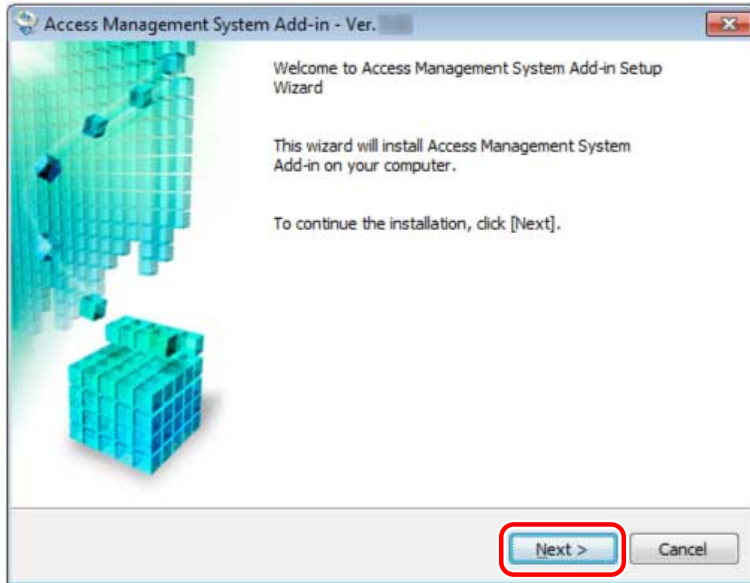 Access Management System Add-in - Ver.
Welcome to Access Management System Add-in Setup
Wizard
This wizard will install Access Management System
Add-in on your computer.
To continue the installation, click [Next].
Next >
Cancel